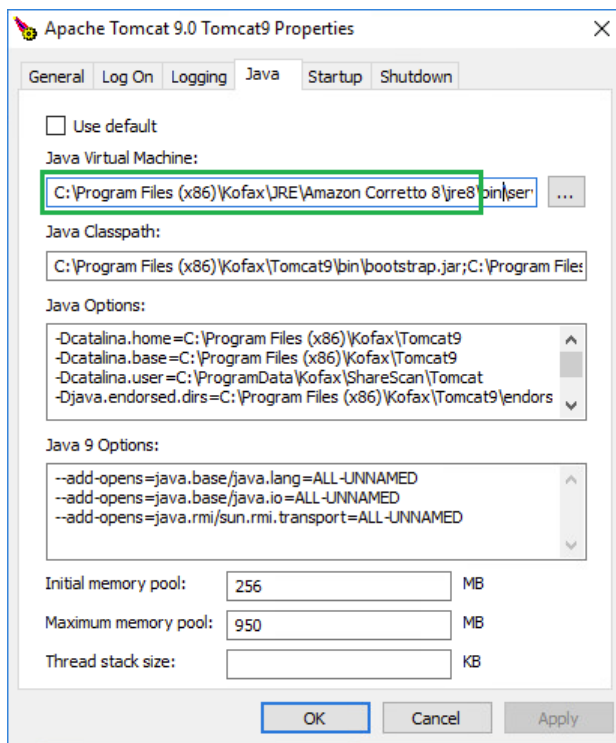 Apache Tomcat 9.0 Tomcat9 Properties
General Log On Logging Java Startup Shutdown
Use default
Java Virtual Machine:
C:\Program Files (x86)\Kofax\JRE\Amazon Corretto 8\jre8\bin\ser
...
Java Classpath:
C:\Program Files (x86)\Kofax\Tomcat9\bin\bootstrap.jar;C:\Program Files
Java Options:
-Dcatalina.home=C:\Program Files (x86)\Kofax\Tomcat9
-Dcatalina.base=C:\Program Files (x86)\Kofax\Tomcat9
-Dcatalina.user=C:\ProgramData\Kofax\ShareScan\Tomcat
-Djava.endorsed.dirs=C:\Program Files (x86)\Kofax\Tomcat9\endors
Java 9 Options:
--add-opens=java.base/java.lang=ALL-UNNAMED
--add-opens=java.base/java.io=ALL-UNNAMED
--add-opens=java.rmi/sun.rmi.transport=ALL-UNNAMED
Initial memory pool: 256 MB
Maximum memory pool: 950 MB
Thread stack size: KB
OK Cancel Apply